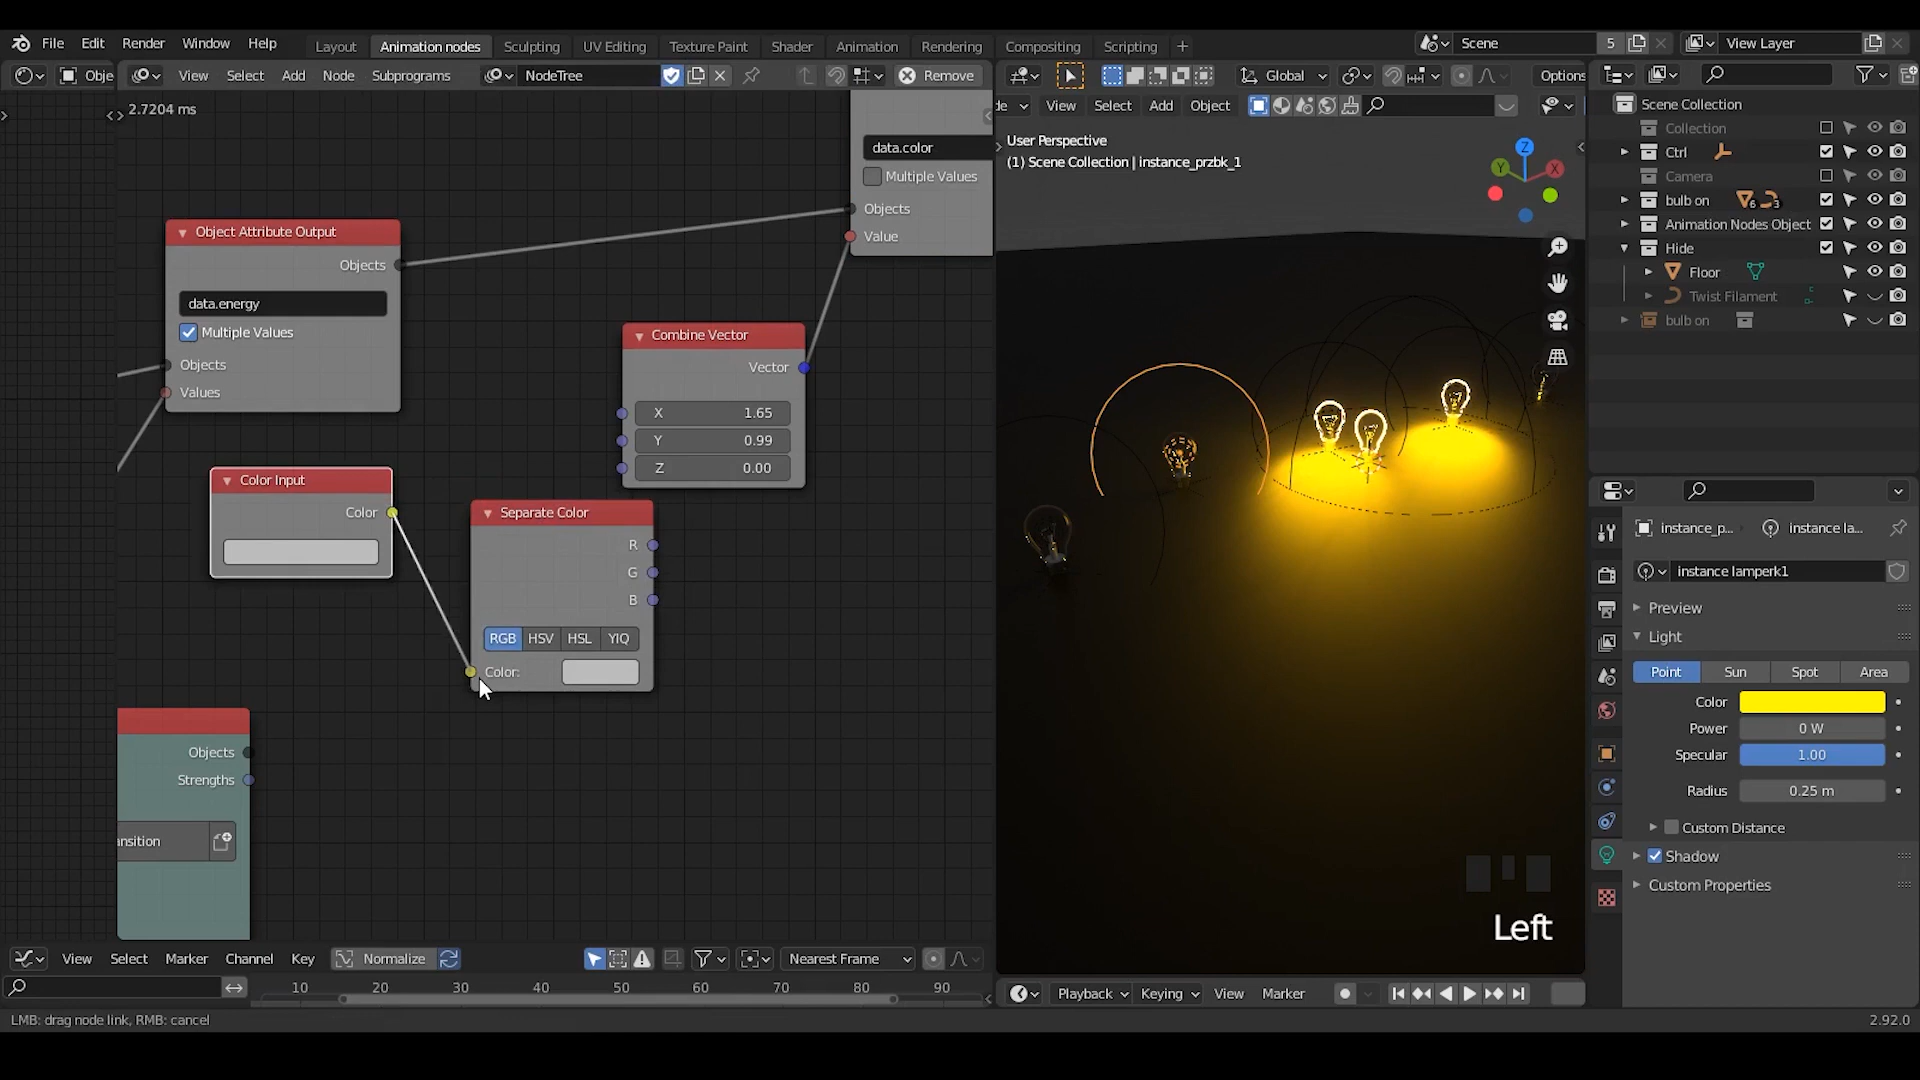 File Edit Render Window Help Layout Animation nodes Sculpting UV Editing Texture Paint Shader Animation Rendering Compositing Scripting + Scene 5 View Layer
Obje View Select Add Node Subprograms NodeTree Remove Global Options
2.7204 ms
de View Select Add Object
User Perspective
(1) Scene Collection | instance_przbk_1
Z
Y
X
Scene Collection
Collection
Ctrl
Camera
bulb on 6 3
Animation Nodes Object
Hide
Floor
Twist Filament
bulb on
data.color
Multiple Values
Objects
Value
Object Attribute Output
Objects
data.energy
Multiple Values
Objects
Values
Combine Vector
Vector
X 1.65
Y 0.99
Z 0.00
Color Input
Color
Separate Color
R
G
B
RGB HSV HSL YIQ
Color:
Objects
Strengths
ansition
instance_p... instance la...
instance lamperk1
Preview
Light
Point Sun Spot Area
Color
Power 0 W
Specular 1.00
Radius 0.25 m
Custom Distance
Shadow
Custom Properties
Left
View Select Marker Channel Key Normalize Nearest Frame
10 20 30 40 50 60 70 80 90
Playback Keying View Marker
LMB: drag node link, RMB: cancel
2.92.0